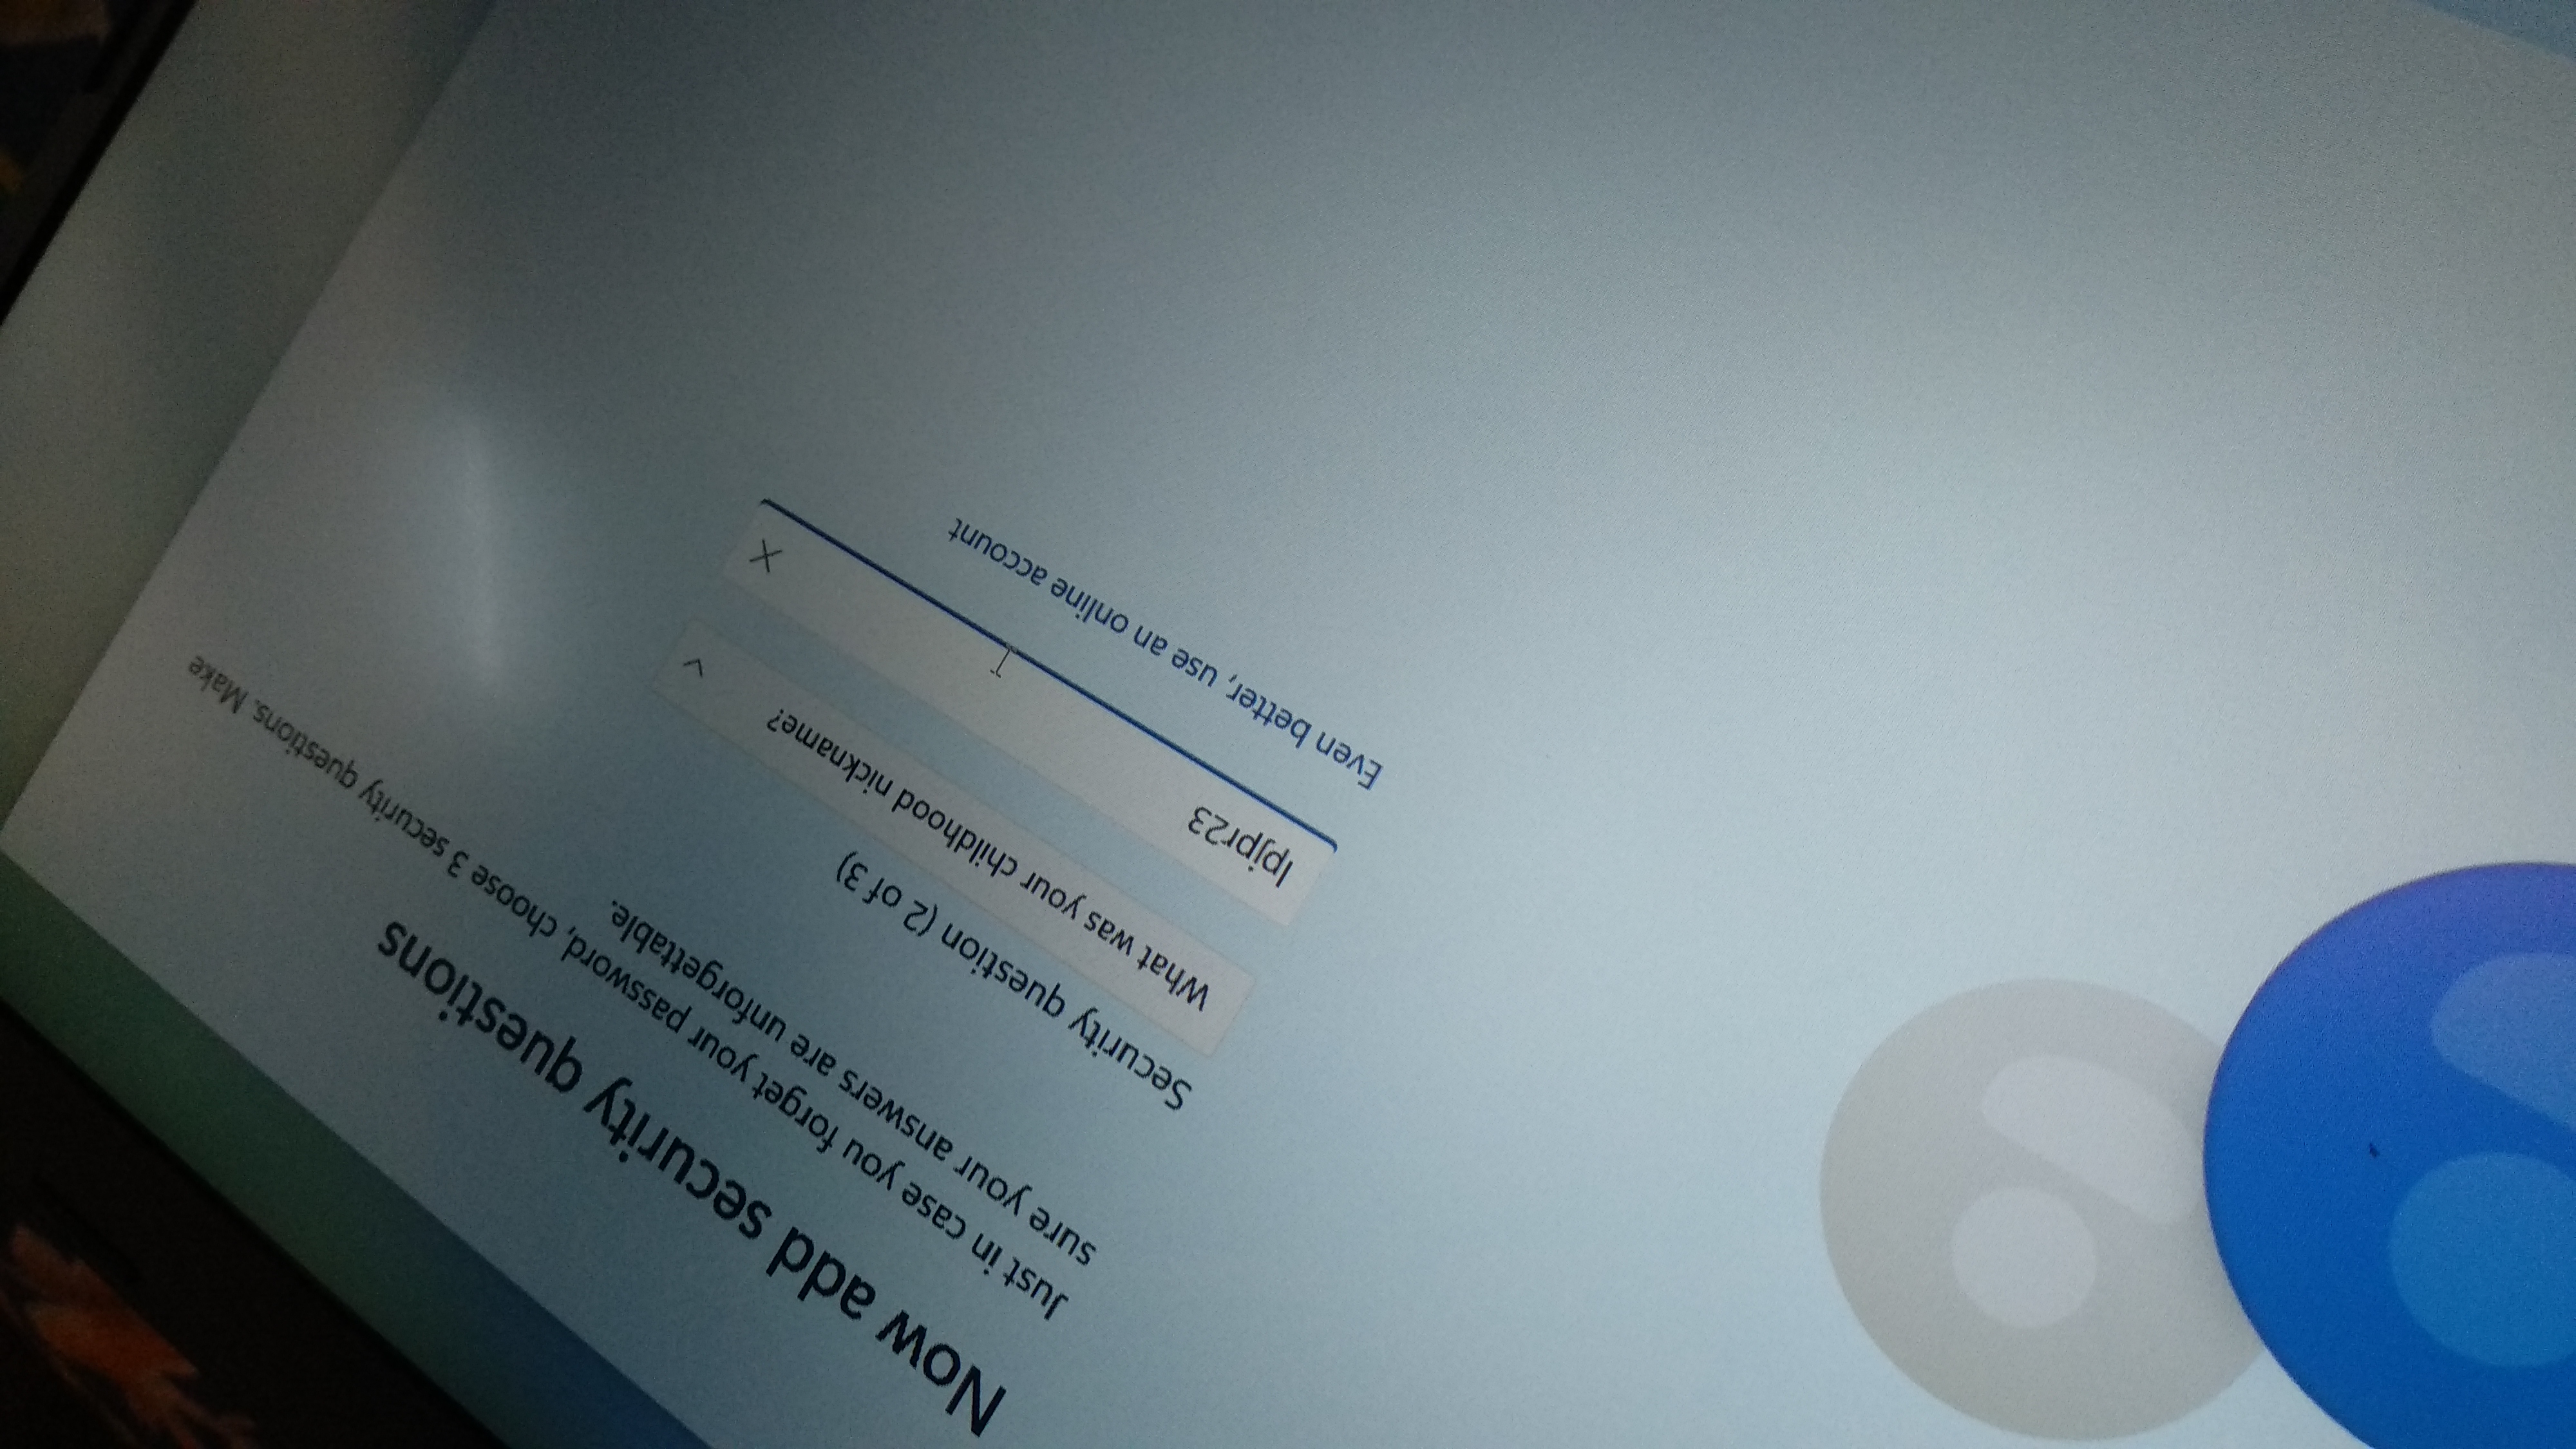 Now add security questions
Just in case you forget your password, choose 3 security questions. Make
sure your answers are unforgettable.
Security question (2 of 3)
What was your childhood nickname?
lpjpr23
Even better, use an online account